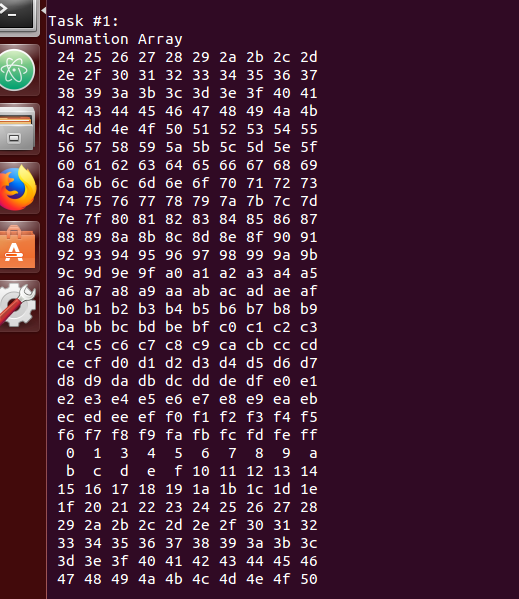 Task #1:
Summation Array
24 25 26 27 28 29 2a 2b 2c 2d
2e 2f 30 31 32 33 34 35 36 37
38 39 3a 3b 3c 3d 3e 3f 40 41
42 43 44 45 46 47 48 49 4a 4b
4c 4d 4e 4f 50 51 52 53 54 55
56 57 58 59 5a 5b 5c 5d 5e 5f
60 61 62 63 64 65 66 67 68 69
6a 6b 6c 6d 6e 6f 70 71 72 73
74 75 76 77 78 79 7a 7b 7c 7d
7e 7f 80 81 82 83 84 85 86 87
88 89 8a 8b 8c 8d 8e 8f 90 91
92 93 94 95 96 97 98 99 9a 9b
9c 9d 9e 9f a0 a1 a2 a3 a4 a5
a6 a7 a8 a9 aa ab ac ad ae af
b0 b1 b2 b3 b4 b5 b6 b7 b8 b9
ba bb bc bd be bf c0 c1 c2 c3
c4 c5 c6 c7 c8 c9 ca cb cc cd
ce cf d0 d1 d2 d3 d4 d5 d6 d7
d8 d9 da db dc dd de df e0 e1
e2 e3 e4 e5 e6 e7 e8 e9 ea eb
ec ed ee ef f0 f1 f2 f3 f4 f5
f6 f7 f8 f9 fa fb fc fd fe ff
0 1 3 4 5 6 7 8 9 a
b c d e f 10 11 12 13 14
15 16 17 18 19 1a 1b 1c 1d 1e
1f 20 21 22 23 24 25 26 27 28
29 2a 2b 2c 2d 2e 2f 30 31 32
33 34 35 36 37 38 39 3a 3b 3c
3d 3e 3f 40 41 42 43 44 45 46
47 48 49 4a 4b 4c 4d 4e 4f 50